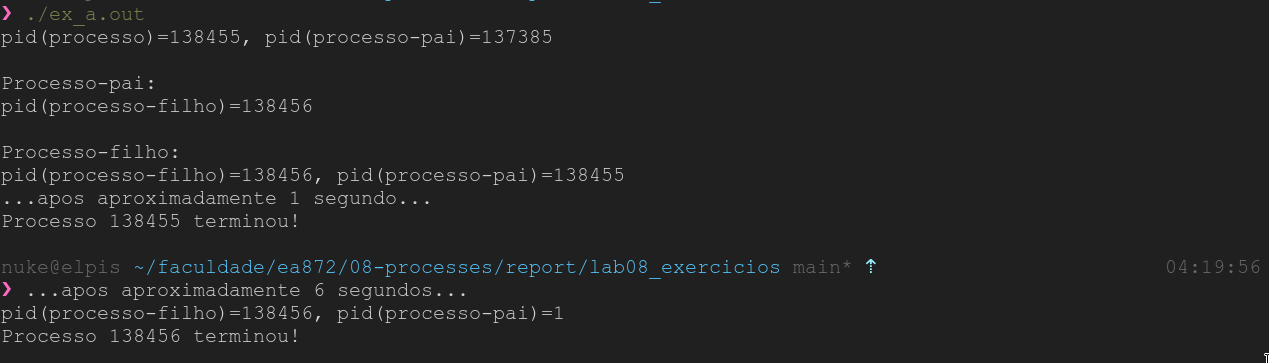 ❯ ./ex_a.out
pid(processo)=138455, pid(processo-pai)=137385
Processo-pai:
pid(processo-filho)=138456
Processo-filho:
pid(processo-filho)=138456, pid(processo-pai)=138455
...apos aproximadamente 1 segundo...
Processo 138455 terminou!
nuke@elpis ~/faculdade/ea872/08-processes/report/lab08_exercicios main* ⇡ 04:19:56
❯ ...apos aproximadamente 6 segundos...
pid(processo-filho)=138456, pid(processo-pai)=1
Processo 138456 terminou!